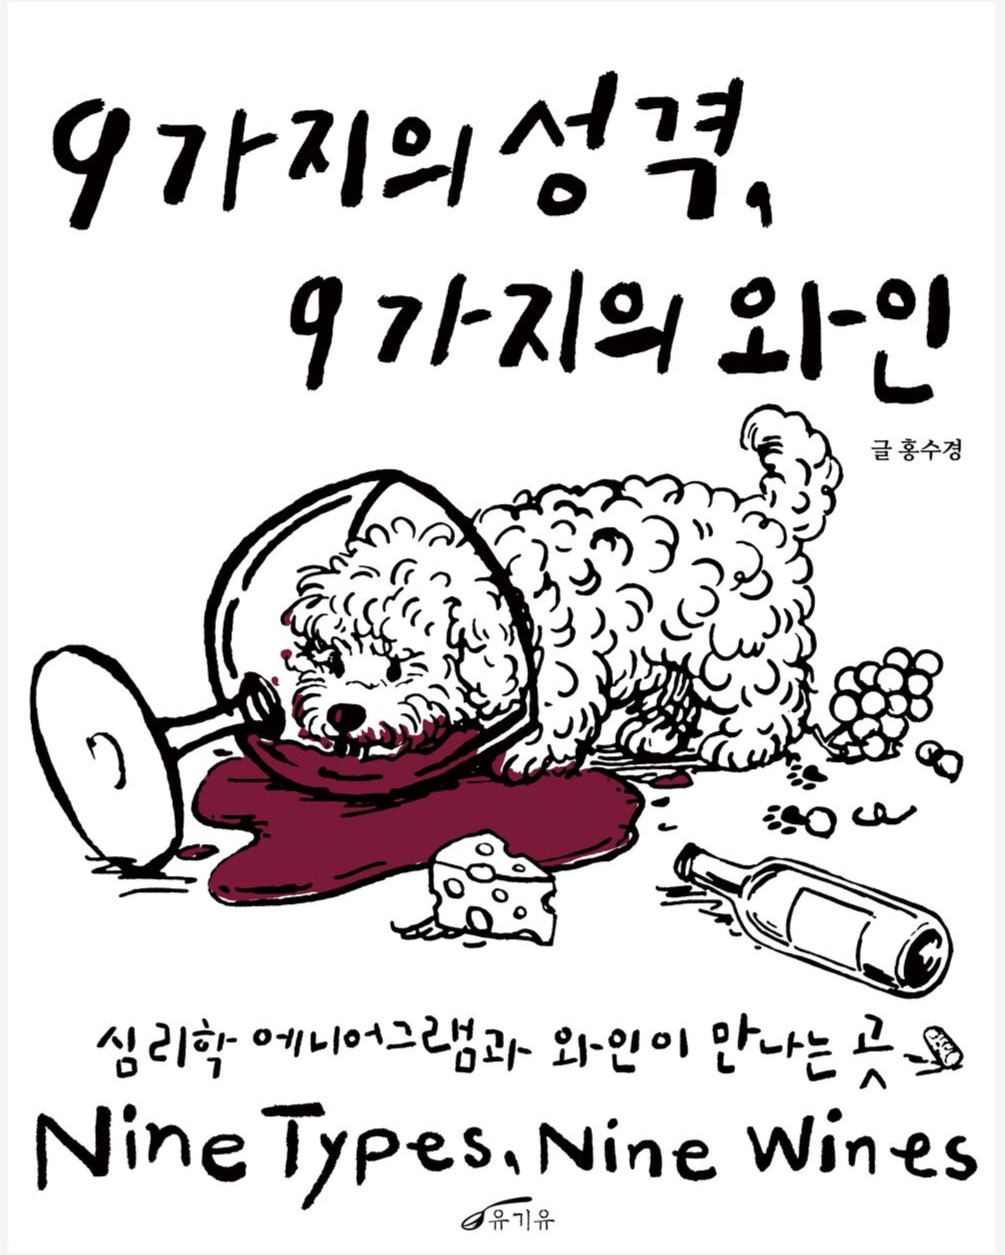 9가지의 성격,
9가지의 와인
글 홍수경
심리학 에니어그램과 와인이 만나는 곳
Nine Types, Nine Wines
유기유